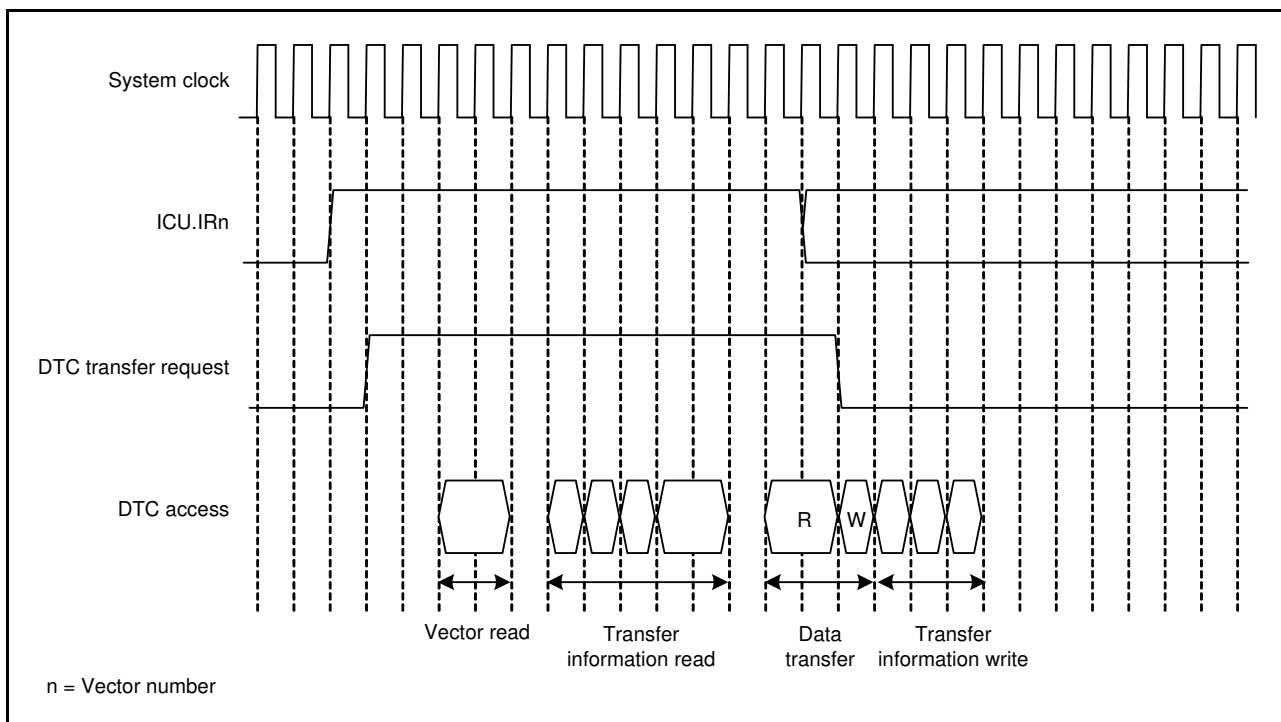 System clock
ICU.IRn
DTC transfer request
DTC access
R
W
Vector read
Transfer
information read
Data
transfer
Transfer
information write
n = Vector number